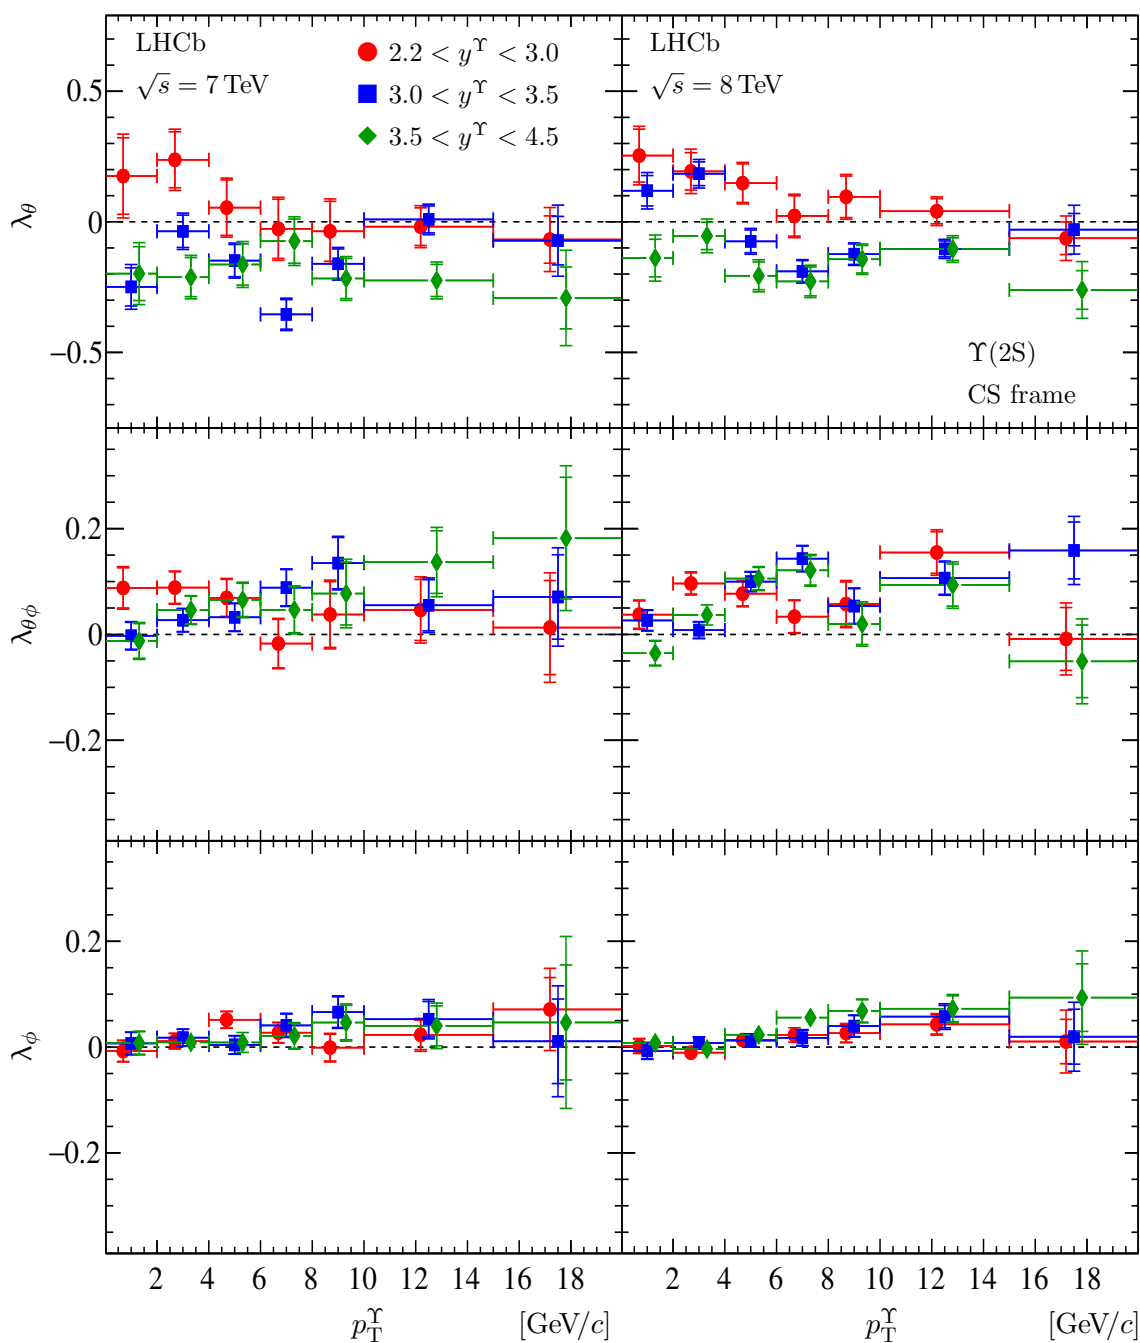 LHCb
√s = 7 TeV
2.2 < y^Υ < 3.0
3.0 < y^Υ < 3.5
3.5 < y^Υ < 4.5
LHCb
√s = 8 TeV
λ_θ
0.5
0
−0.5
Υ(2S)
CS frame
λ_θϕ
0.2
0
−0.2
λ_ϕ
0.2
0
−0.2
2 4 6 8 10 12 14 16 18 2 4 6 8 10 12 14 16 18
p_T^Υ [GeV/c] p_T^Υ [GeV/c]